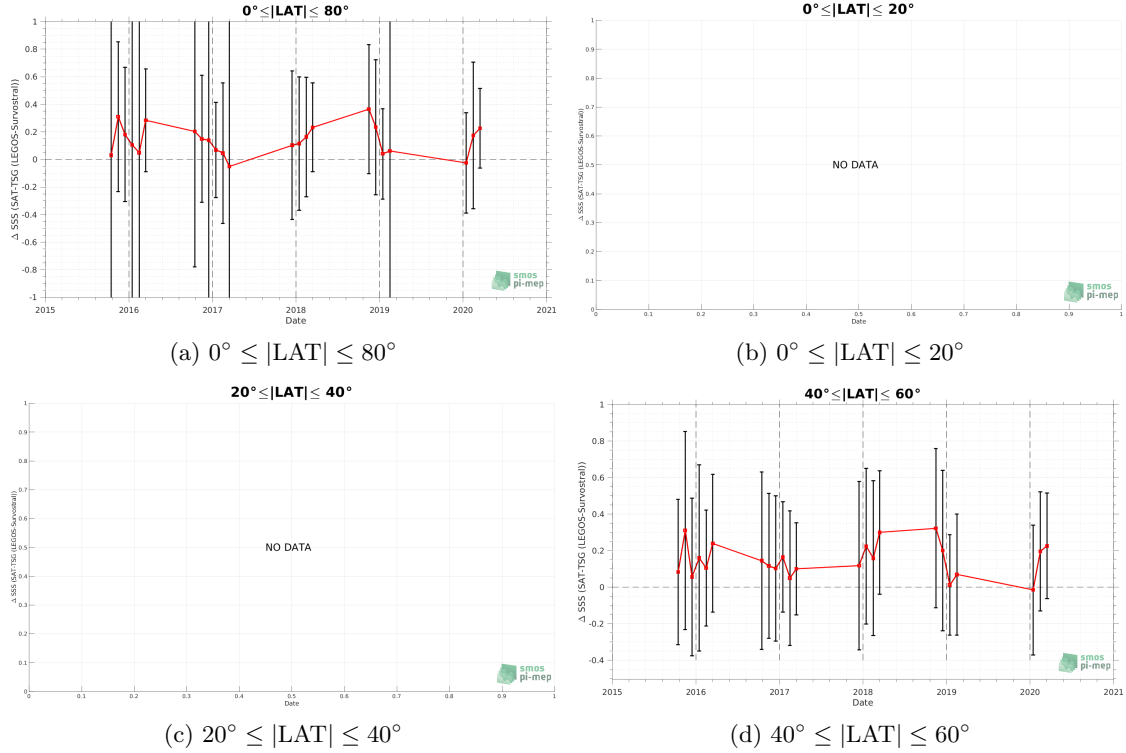 0°≤|LAT|≤ 80°
Δ SSS (SAT-TSG (LEGOS-Survostral))
1
0.8
0.6
0.4
0.2
0
-0.2
-0.4
-0.6
-0.8
-1
2015 2016 2017 2018 2019 2020 2021
Date
smos
pi-mep
(a) 0° ≤ |LAT| ≤ 80°
0°≤|LAT|≤ 20°
Δ SSS (SAT-TSG (LEGOS-Survostral))
1
0.9
0.8
0.7
0.6
0.5
0.4
0.3
0.2
0.1
0
NO DATA
0 0.1 0.2 0.3 0.4 0.5 0.6 0.7 0.8 0.9 1
Date
smos
pi-mep
(b) 0° ≤ |LAT| ≤ 20°
20°≤|LAT|≤ 40°
Δ SSS (SAT-TSG (LEGOS-Survostral))
1
0.9
0.8
0.7
0.6
0.5
0.4
0.3
0.2
0.1
0
NO DATA
0 0.1 0.2 0.3 0.4 0.5 0.6 0.7 0.8 0.9 1
Date
smos
pi-mep
(c) 20° ≤ |LAT| ≤ 40°
40°≤|LAT|≤ 60°
Δ SSS (SAT-TSG (LEGOS-Survostral))
1
0.8
0.6
0.4
0.2
0
-0.2
-0.4
2015 2016 2017 2018 2019 2020 2021
Date
smos
pi-mep
(d) 40° ≤ |LAT| ≤ 60°